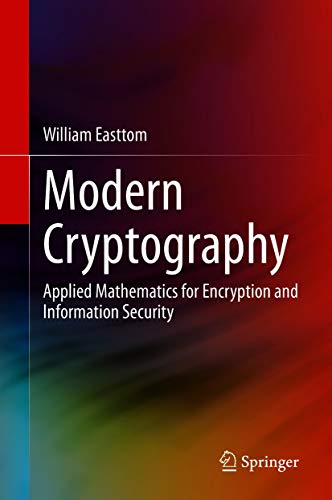 William Easttom
Modern
Cryptography
Applied Mathematics for Encryption and
Information Security
Springer